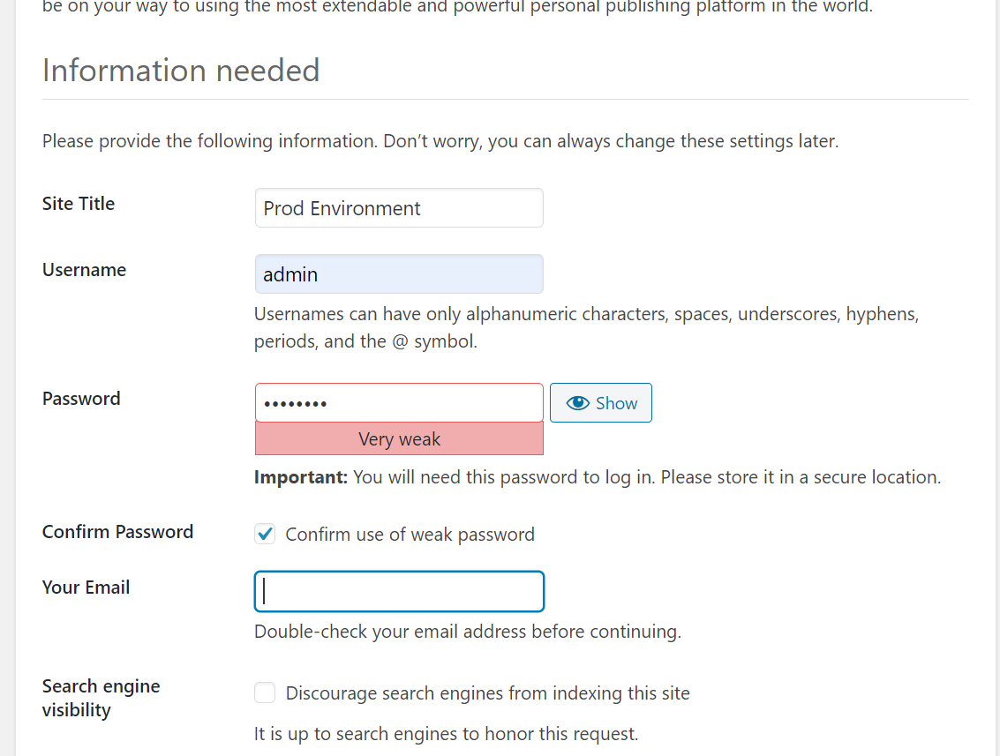 be on your way to using the most extendable and powerful personal publishing platform in the world.
Information needed
Please provide the following information. Don’t worry, you can always change these settings later.
Site Title
Prod Environment
Username
admin
Usernames can have only alphanumeric characters, spaces, underscores, hyphens,
periods, and the @ symbol.
Password
••••••••
Show
Very weak
Important: You will need this password to log in. Please store it in a secure location.
Confirm Password
Confirm use of weak password
Your Email
Double-check your email address before continuing.
Search engine
visibility
Discourage search engines from indexing this site
It is up to search engines to honor this request.